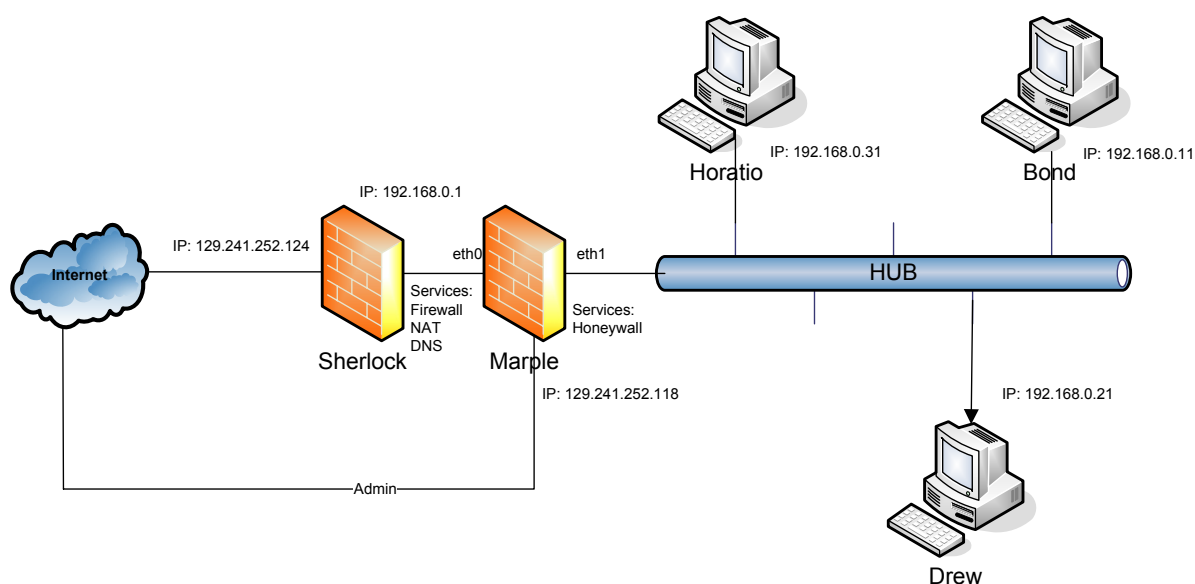 IP: 192.168.0.31
Horatio
IP: 192.168.0.11
Bond
IP: 192.168.0.1
IP: 129.241.252.124
Internet
eth0
eth1
HUB
Services:
Firewall
NAT
DNS
Services:
Honeywall
Sherlock
Marple
IP: 129.241.252.118
IP: 192.168.0.21
Admin
Drew